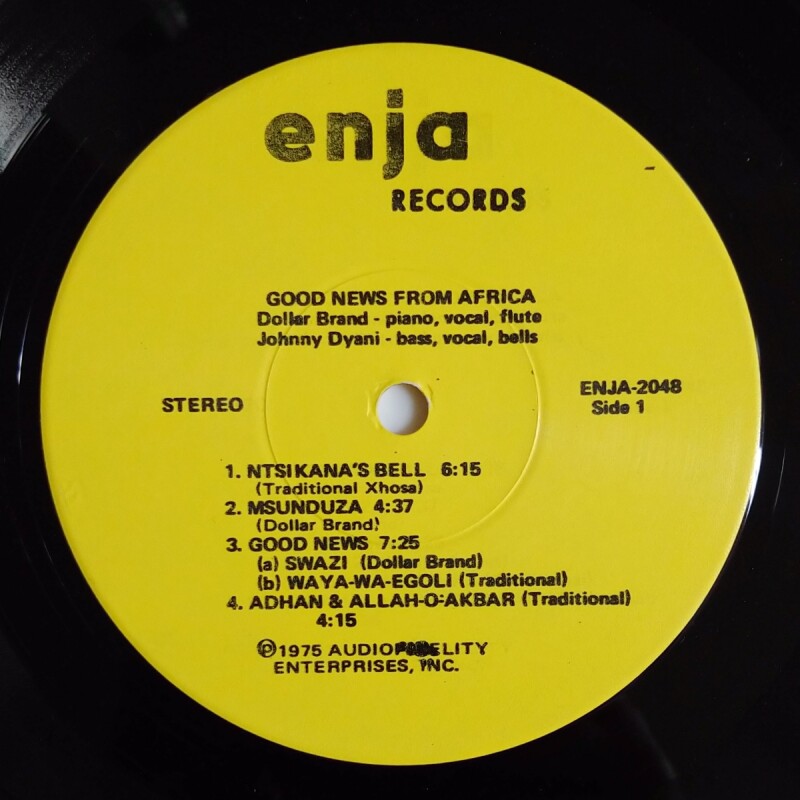 enja
RECORDS
GOOD NEWS FROM AFRICA
Dollar Brand - piano, vocal, flute
Johnny Dyani - bass, vocal, bells
STEREO
ENJA-2048
Side 1
1. NTSIKANA'S BELL 6:15
(Traditional Xhosa)
2. MSUNDUZA 4:37
(Dollar Brand)
3. GOOD NEWS 7:25
(a) SWAZI (Dollar Brand)
(b) WAYA-WA-EGOLI (Traditional)
4. ADHAN & ALLAH-O-AKBAR (Traditional)
4:15
℗1975 AUDIOFIDELITY
ENTERPRISES, INC.